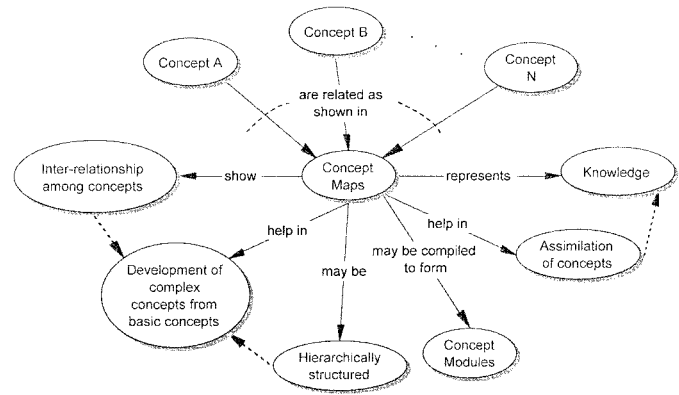 Concept B
Concept A
Concept
N
are related as
shown in
Inter-relationship
among concepts
show
Concept
Maps
represents
Knowledge
help in
help in
Assimilation
of concepts
may be compiled
to form
may be
Development of
complex
concepts from
basic concepts
Hierarchically
structured
Concept
Modules